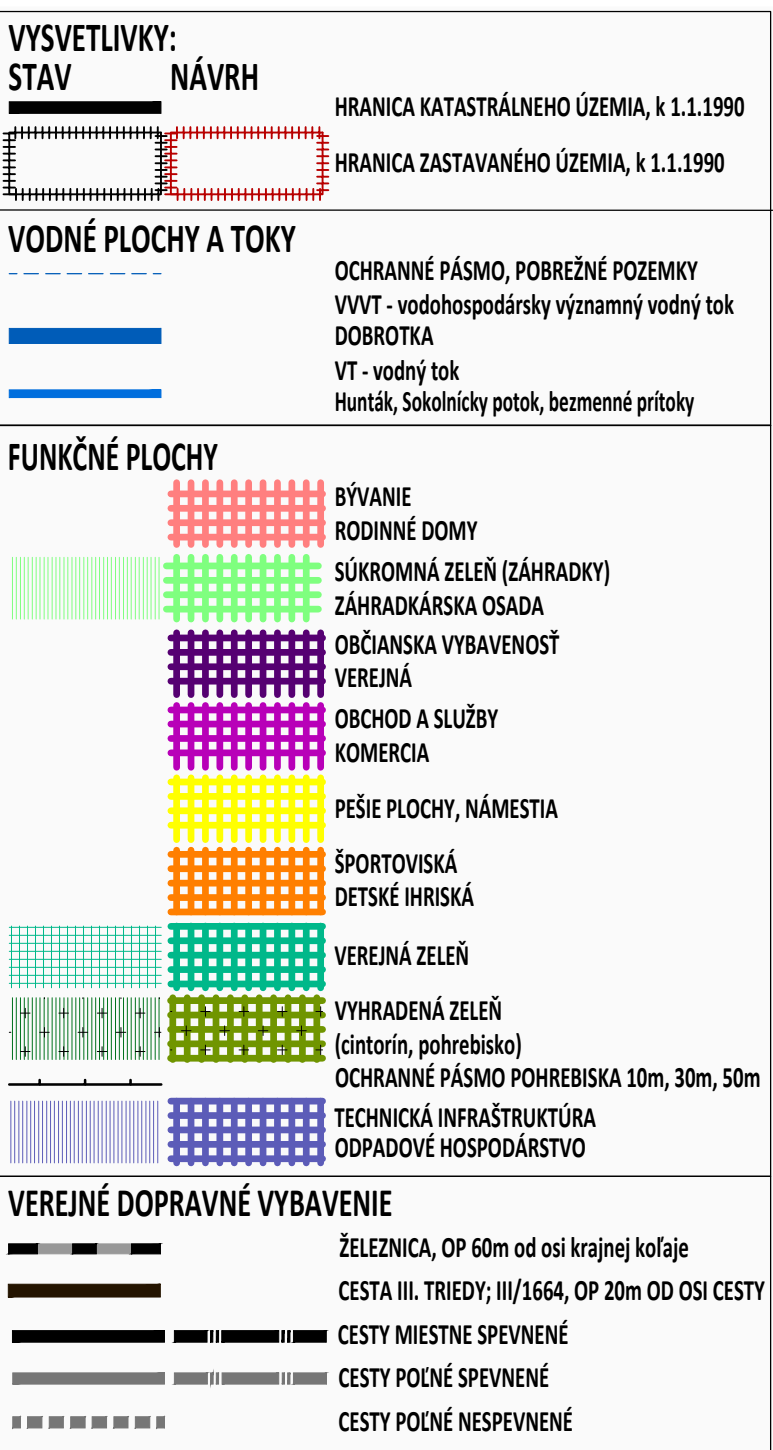 VYSVETLIVKY:
STAV NÁVRH
HRANICA KATASTRÁLNEHO ÚZEMIA, k 1.1.1990
HRANICA ZASTAVANÉHO ÚZEMIA, k 1.1.1990
VODNÉ PLOCHY A TOKY
OCHRANNÉ PÁSMO, POBREŽNÉ POZEMKY
VVVT - vodohospodársky významný vodný tok
DOBROTKA
VT - vodný tok
Hunták, Sokolnícky potok, bezmenné prítoky
FUNKČNÉ PLOCHY
BÝVANIE
RODINNÉ DOMY
SÚKROMNÁ ZELEŇ (ZÁHRADKY)
ZÁHRADKÁRSKA OSADA
OBČIANSKA VYBAVENOSŤ
VEREJNÁ
OBCHOD A SLUŽBY
KOMERCIA
PEŠIE PLOCHY, NÁMESTIA
ŠPORTOVISKÁ
DETSKÉ IHRISKÁ
VEREJNÁ ZELEŇ
VYHRADENÁ ZELEŇ
(cintorín, pohrebisko)
OCHRANNÉ PÁSMO POHREBISKA 10m, 30m, 50m
TECHNICKÁ INFRAŠTRUKTÚRA
ODPADOVÉ HOSPODÁRSTVO
VEREJNÉ DOPRAVNÉ VYBAVENIE
ŽELEZNICA, OP 60m od osi krajnej koľaje
CESTA III. TRIEDY; III/1664, OP 20m OD OSI CESTY
CESTY MIESTNE SPEVNENÉ
CESTY POĽNÉ SPEVNENÉ
CESTY POĽNÉ NESPEVNENÉ